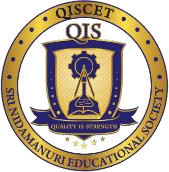 QISCET
QIS
QUALITY IS STRENGTH
SRI NIDAMANURI EDUCATIONAL SOCIETY